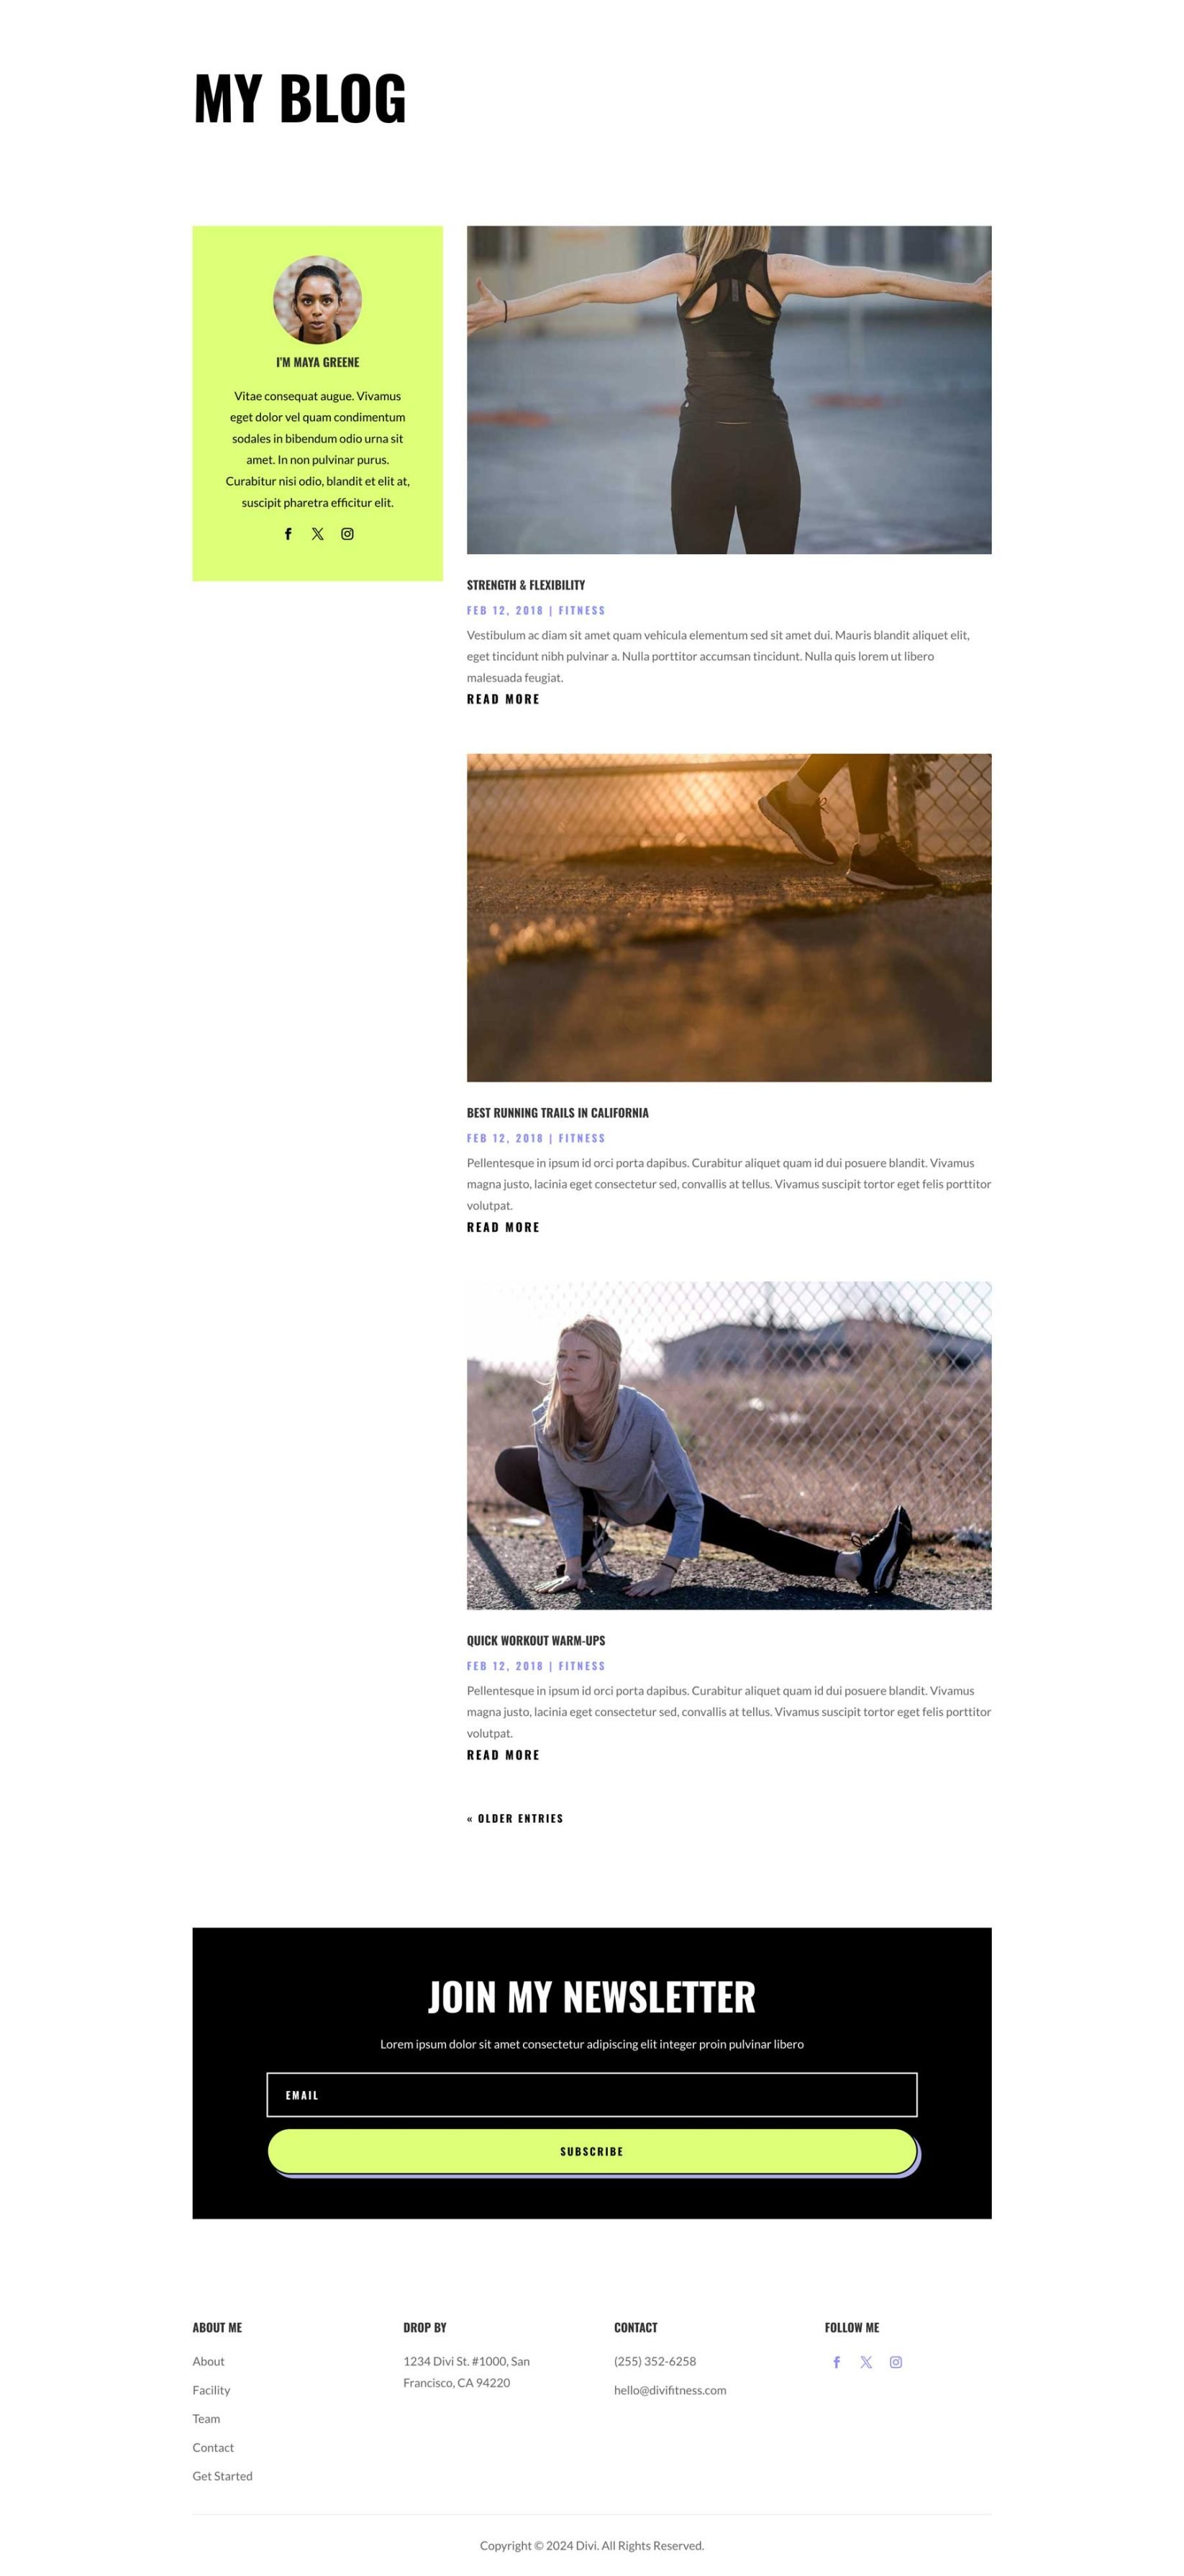 MY BLOG
I'M MAYA GREENE
Vitae consequat augue. Vivamus
eget dolor vel quam condimentum
sodales in bibendum odio urna sit
amet. In non pulvinar purus.
Curabitur nisi odio, blandit et elit at,
suscipit pharetra efficitur elit.
STRENGTH & FLEXIBILITY
FEB 12, 2018 | FITNESS
Vestibulum ac diam sit amet quam vehicula elementum sed sit amet dui. Mauris blandit aliquet elit,
eget tincidunt nibh pulvinar a. Nulla porttitor accumsan tincidunt. Nulla quis lorem ut libero
malesuada feugiat.
READ MORE
BEST RUNNING TRAILS IN CALIFORNIA
FEB 12, 2018 | FITNESS
Pellentesque in ipsum id orci porta dapibus. Curabitur aliquet quam id dui posuere blandit. Vivamus
magna justo, lacinia eget consectetur sed, convallis at tellus. Vivamus suscipit tortor eget felis porttitor
volutpat.
READ MORE
QUICK WORKOUT WARM-UPS
FEB 12, 2018 | FITNESS
Pellentesque in ipsum id orci porta dapibus. Curabitur aliquet quam id dui posuere blandit. Vivamus
magna justo, lacinia eget consectetur sed, convallis at tellus. Vivamus suscipit tortor eget felis porttitor
volutpat.
READ MORE
« OLDER ENTRIES
JOIN MY NEWSLETTER
Lorem ipsum dolor sit amet consectetur adipiscing elit integer proin pulvinar libero
EMAIL
SUBSCRIBE
ABOUT ME
About
Facility
Team
Contact
Get Started
DROP BY
1234 Divi St. #1000, San
Francisco, CA 94220
CONTACT
(255) 352-6258
hello@divifitness.com
FOLLOW ME
Copyright © 2024 Divi. All Rights Reserved.